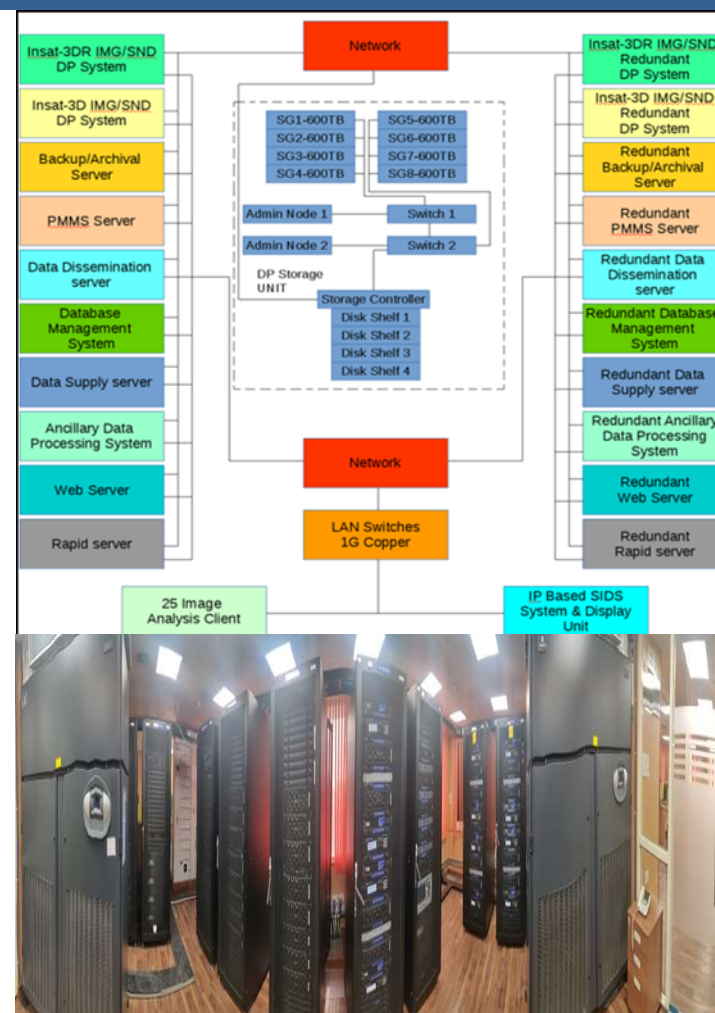 Network
Insat-3DR IMG/SND
DP System
Insat-3D IMG/SND
DP System
Backup/Archival
Server
PMMS Server
Data Dissemination
server
Database
Management
System
Data Supply server
Ancillary Data
Processing System
Web Server
Rapid server
SG1-600TB
SG2-600TB
SG3-600TB
SG4-600TB
SG5-600TB
SG6-600TB
SG7-600TB
SG8-600TB
Admin Node 1
Switch 1
Admin Node 2
Switch 2
DP Storage
UNIT
Storage Controller
Disk Shelf 1
Disk Shelf 2
Disk Shelf 3
Disk Shelf 4
Insat-3DR IMG/SND
Redundant
DP System
Insat-3D IMG/SND
Redundant
DP System
Redundant
Backup/Archival
Server
Redundant
PMMS Server
Redundant Data
Dissemination
server
Redundant Database
Management
System
Redundant Data
Supply server
Redundant Ancillary
Data Processing
System
Redundant
Web Server
Redundant
Rapid server
Network
LAN Switches
1G Copper
25 Image
Analysis Client
IP Based SIDS
System & Display
Unit